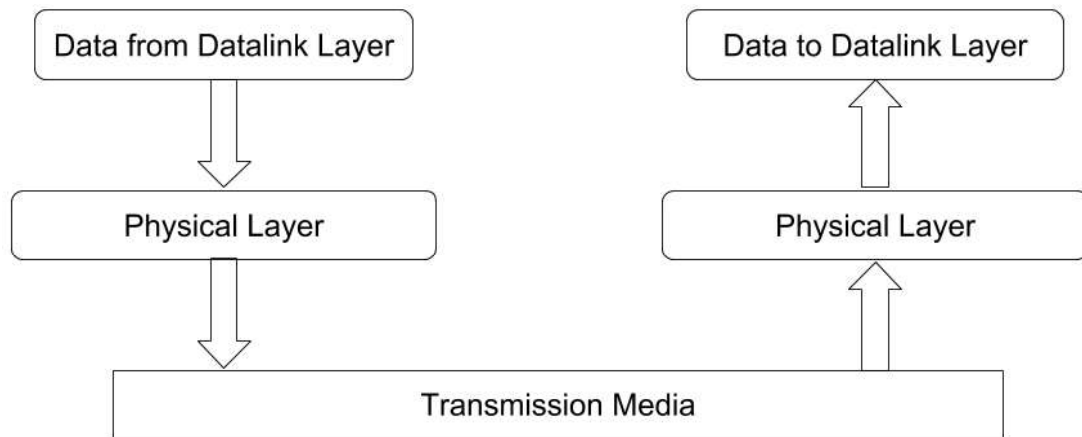 Data from Datalink Layer
Data to Datalink Layer
Physical Layer
Physical Layer
Transmission Media